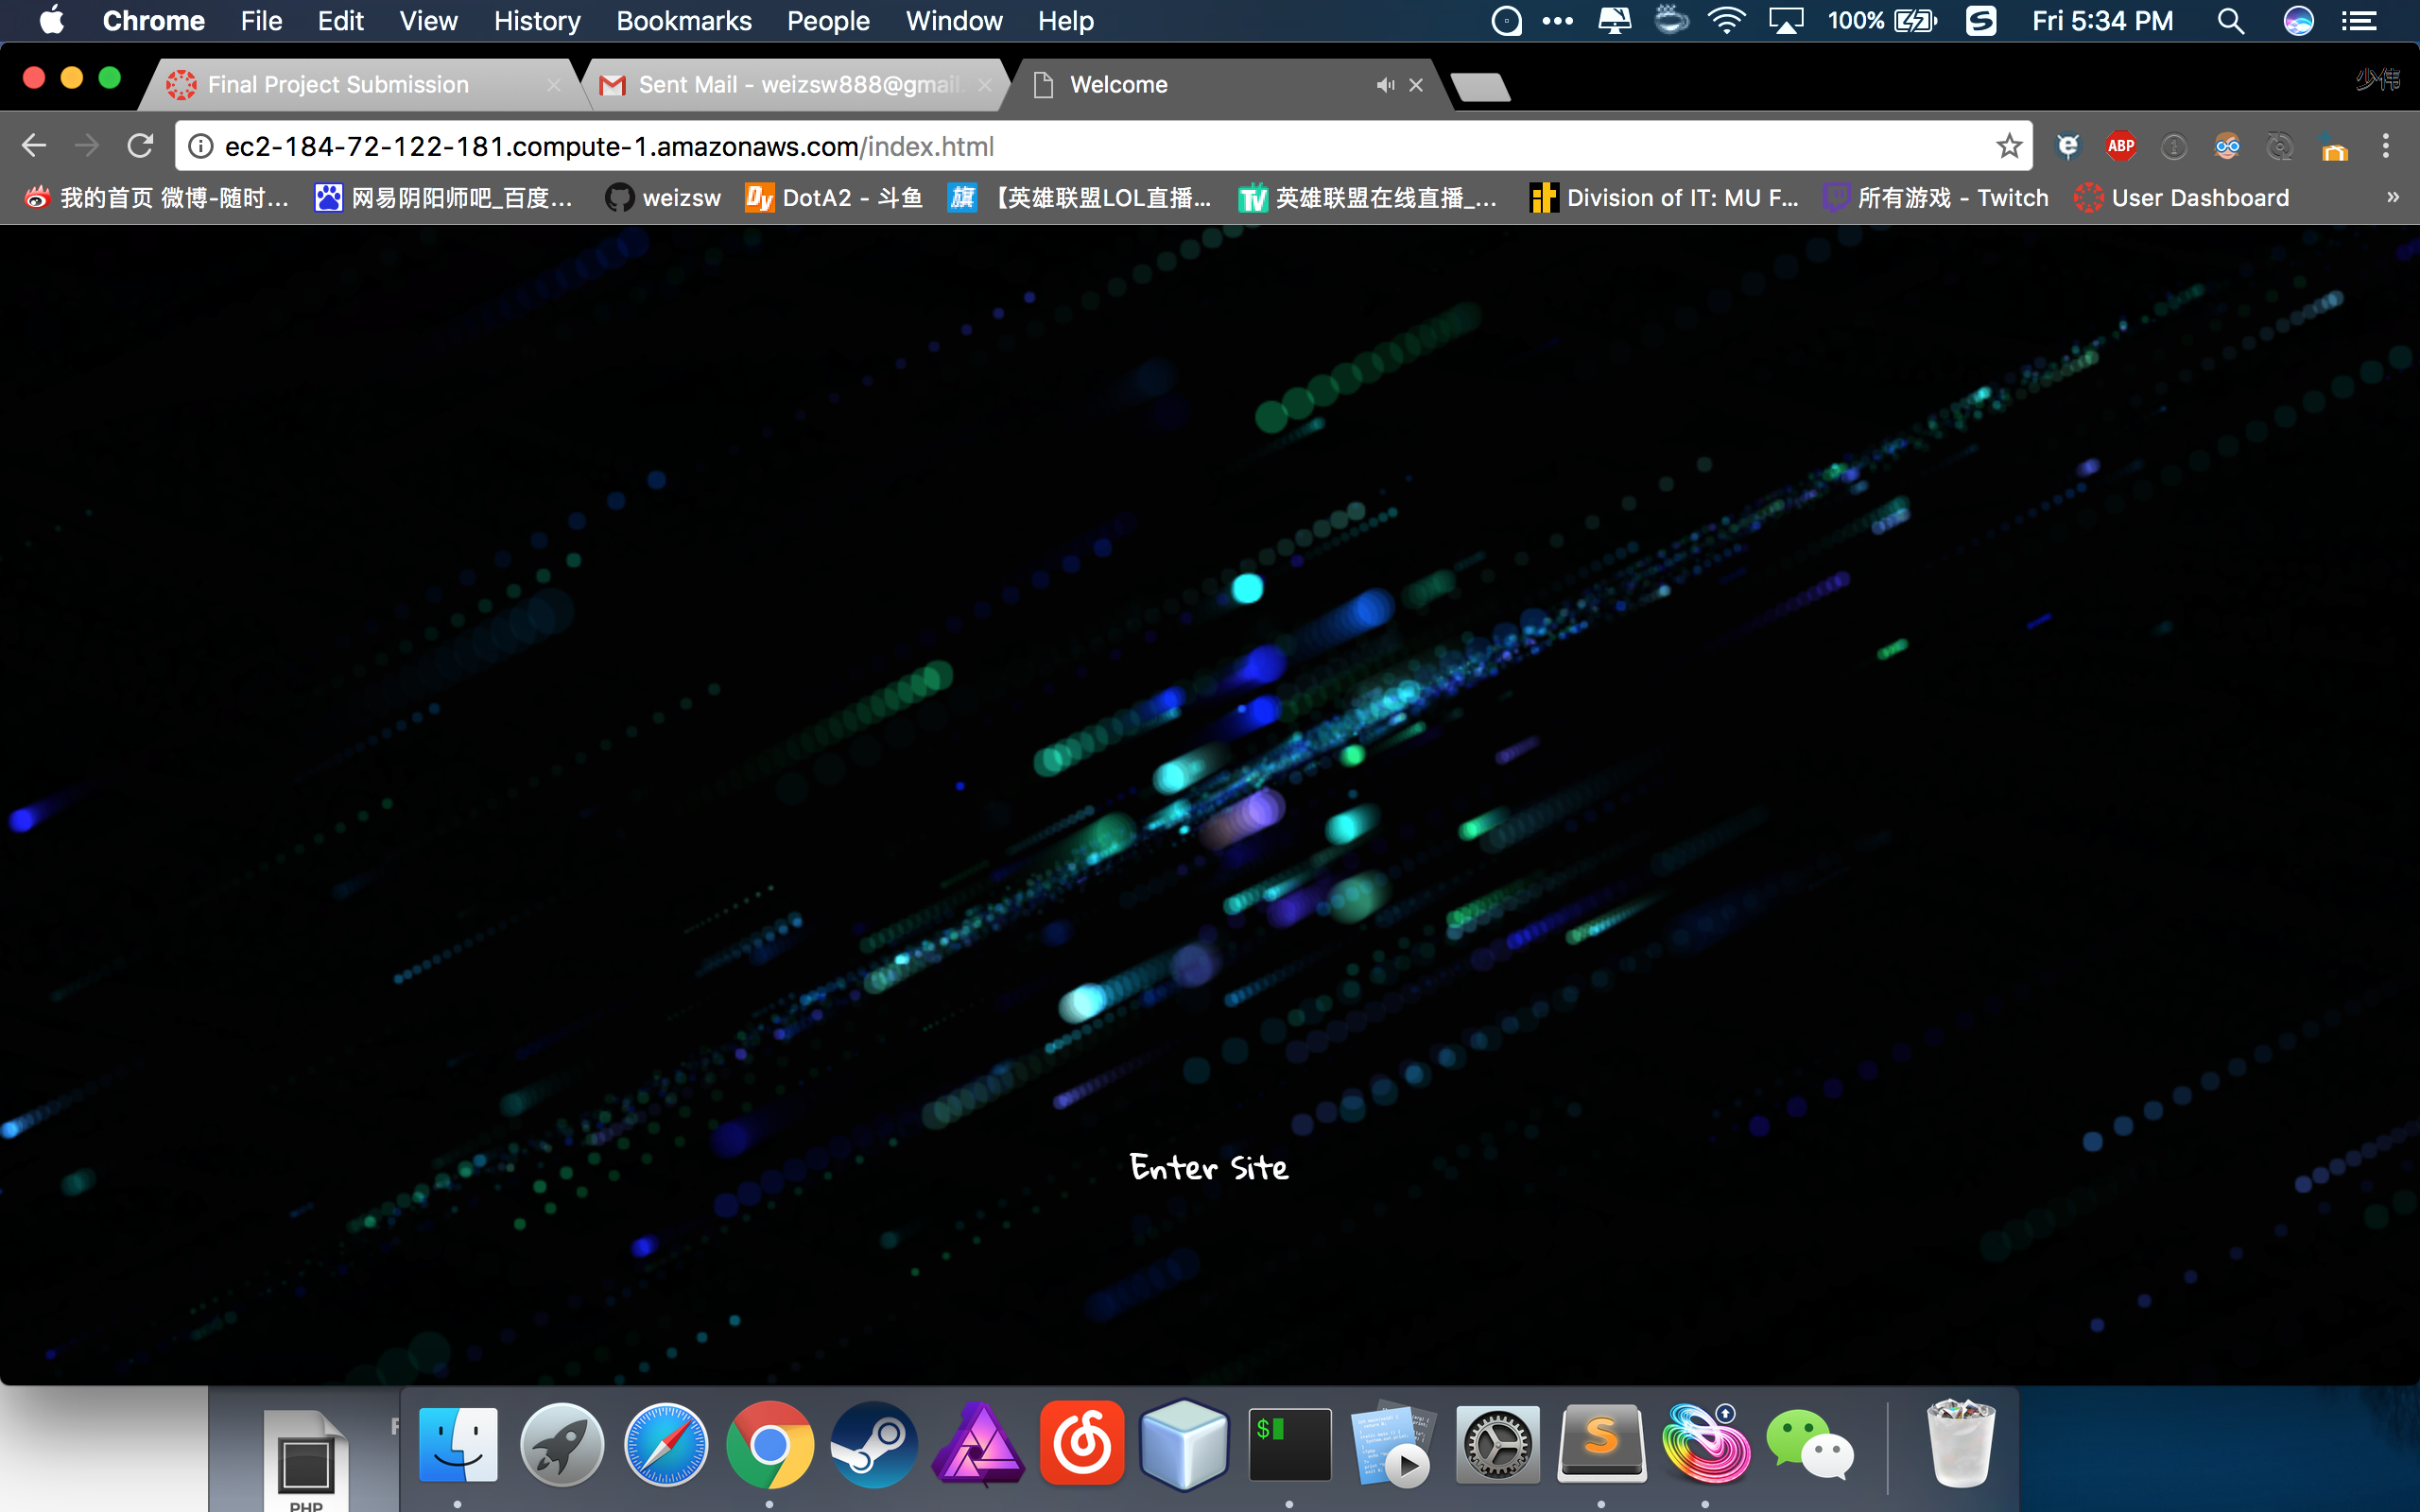 Chrome File Edit View History Bookmarks People Window Help 100% Fri 5:34 PM
Final Project Submission Sent Mail - weizsw888@gmail. Welcome 少伟
ec2-184-72-122-181.compute-1.amazonaws.com/index.html ABP
我的首页 微博-随时... 网易阴阳师吧_百度... weizsw DotA2 - 斗鱼 【英雄联盟LOL直播... 英雄联盟在线直播_... Division of IT: MU F... 所有游戏 - Twitch User Dashboard »
Enter Site
PHP